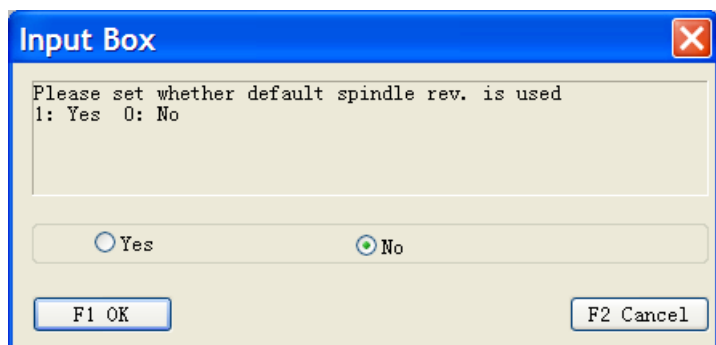 Input Box
Please set whether default spindle rev. is used
1: Yes  0: No
Yes
No
F1 OK
F2 Cancel